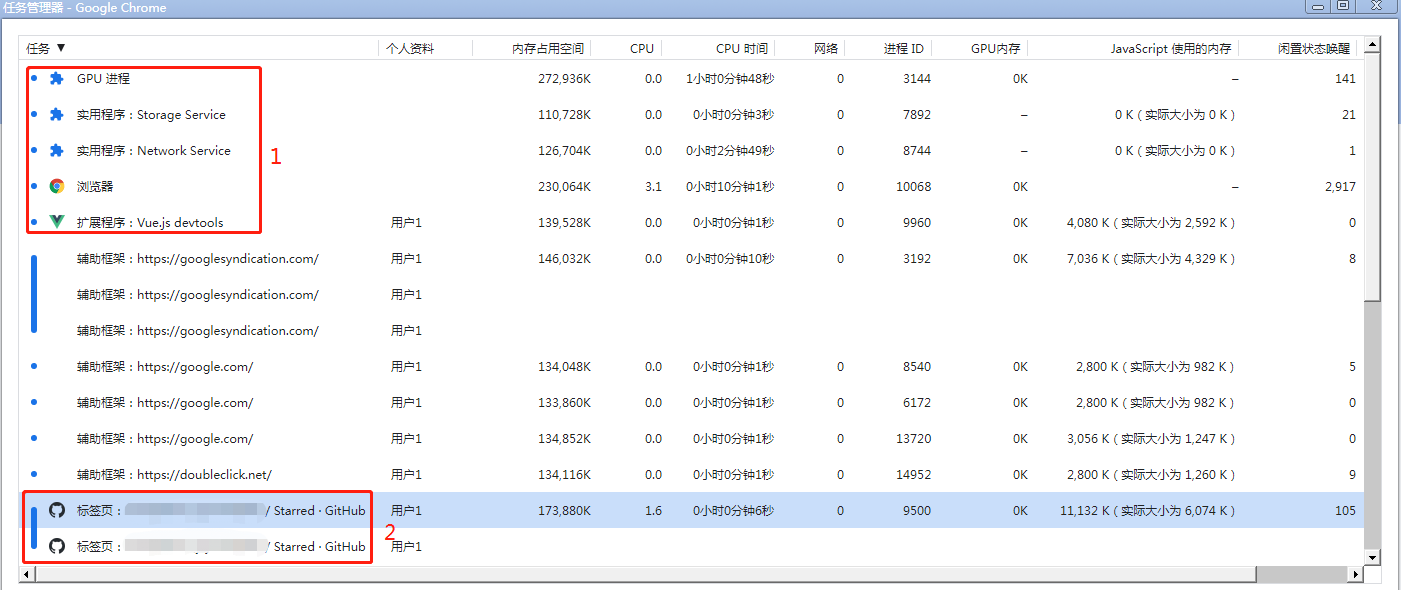 任务管理器 - Google Chrome
任务 ▼ 个人资料 内存占用空间 CPU CPU 时间 网络 进程 ID GPU内存 JavaScript 使用的内存 闲置状态唤醒
GPU 进程 272,936K 0.0 1小时0分钟48秒 0 3144 0K – 141
实用程序：Storage Service 110,728K 0.0 0小时0分钟3秒 0 7892 – 0 K（实际大小为 0 K） 21
实用程序：Network Service 126,704K 0.0 0小时2分钟49秒 0 8744 – 0 K（实际大小为 0 K） 1
1
浏览器 230,064K 3.1 0小时10分钟1秒 0 10068 0K – 2,917
扩展程序：Vue.js devtools 用户1 139,528K 0.0 0小时0分钟1秒 0 9960 0K 4,080 K（实际大小为 2,592 K） 0
辅助框架：https://googlesyndication.com/ 用户1 146,032K 0.0 0小时0分钟10秒 0 3192 0K 7,036 K（实际大小为 4,329 K） 8
辅助框架：https://googlesyndication.com/ 用户1
辅助框架：https://googlesyndication.com/ 用户1
辅助框架：https://google.com/ 用户1 134,048K 0.0 0小时0分钟1秒 0 8540 0K 2,800 K（实际大小为 982 K） 5
辅助框架：https://google.com/ 用户1 133,860K 0.0 0小时0分钟1秒 0 6172 0K 2,800 K（实际大小为 982 K） 0
辅助框架：https://google.com/ 用户1 134,852K 0.0 0小时0分钟1秒 0 13720 0K 3,056 K（实际大小为 1,247 K） 0
辅助框架：https://doubleclick.net/ 用户1 134,116K 0.0 0小时0分钟1秒 0 14952 0K 2,800 K（实际大小为 1,260 K） 9
标签页： / Starred · GitHub 用户1 173,880K 1.6 0小时0分钟6秒 0 9500 0K 11,132 K（实际大小为 6,074 K） 105
2
标签页： / Starred · GitHub 用户1